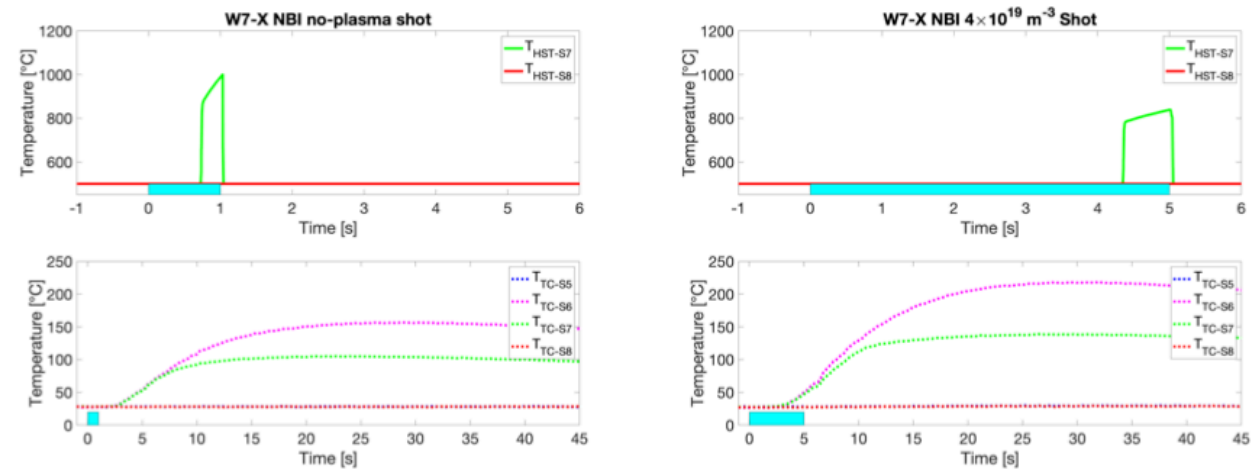 W7-X NBI no-plasma shot
1200
1000
800
600
Temperature [°C]
T_HST-S7
T_HST-S8
-1 0 1 2 3 4 5 6
Time [s]
W7-X NBI 4×10^19 m^-3 Shot
1200
1000
800
600
Temperature [°C]
T_HST-S7
T_HST-S8
-1 0 1 2 3 4 5 6
Time [s]
250
200
150
100
50
0
Temperature [°C]
T_TC-S5
T_TC-S6
T_TC-S7
T_TC-S8
0 5 10 15 20 25 30 35 40 45
Time [s]
250
200
150
100
50
0
Temperature [°C]
T_TC-S5
T_TC-S6
T_TC-S7
T_TC-S8
0 5 10 15 20 25 30 35 40 45
Time [s]